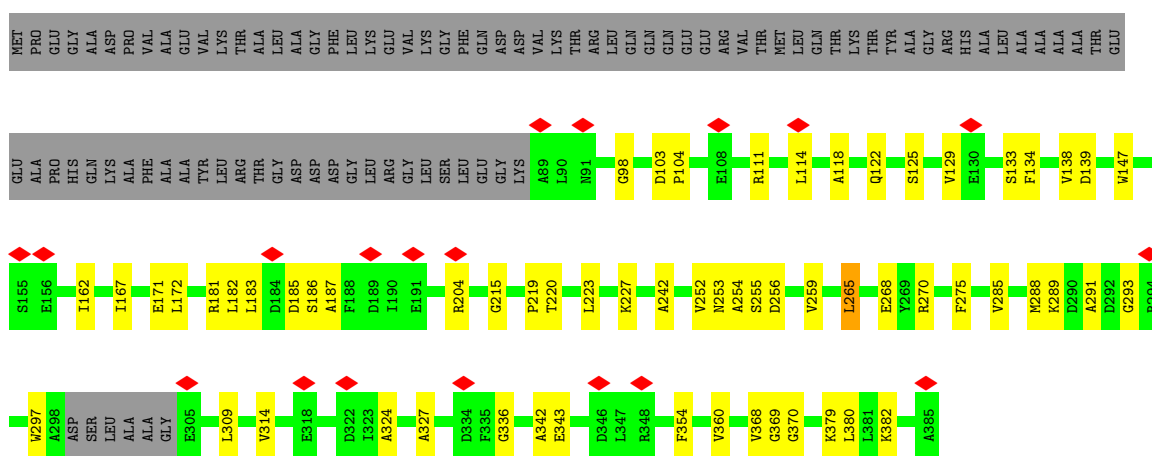 MET PRO GLU GLY ALA ASP PRO VAL ALA GLU VAL LYS THR ALA LEU ALA GLY PHE LEU LYS GLU VAL LYS GLY PHE GLN ASP ASP VAL LYS THR ARG LEU GLN GLN GLN GLU GLU ARG VAL THR MET LEU GLN THR LYS THR TYR ALA GLY ARG HIS ALA LEU ALA ALA ALA ALA THR GLU
GLU ALA PRO HIS GLN LYS ALA PHE ALA ALA TYR LEU ARG THR GLY ASP ASP ASP GLY LEU ARG GLY LEU SER LEU GLU GLY LYS A89 L90 N91 G98 D103 P104 E108 R111 L114 A118 Q122 S125 V129 E130 S133 F134 V138 D139 W147
S155 E156 I162 I167 E171 L172 R181 L182 L183 D184 D185 S186 A187 F188 D189 I190 E191 R204 G215 P219 T220 L223 K227 A242 V252 N253 A254 S255 D256 V259 L265 E268 Y269 R270 F275 V285 M288 K289 D290 A291 D292 G293 R294
W297 A298 ASP SER LEU ALA ALA GLY E305 L309 V314 E318 D322 I323 A324 A327 D334 F335 G336 A342 E343 D346 L347 R348 F354 V360 V368 G369 G370 K379 L380 L381 K382 A385